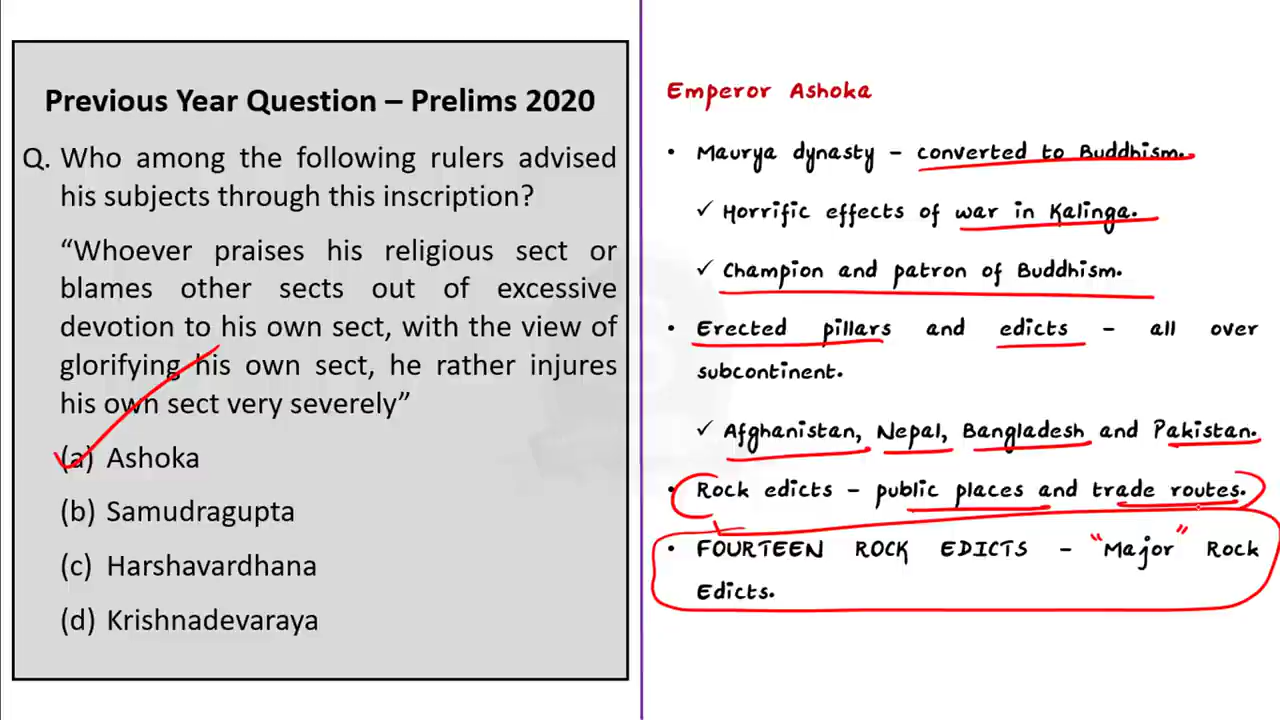 Previous Year Question – Prelims 2020
Q. Who among the following rulers advised
his subjects through this inscription?
“Whoever praises his religious sect or
blames other sects out of excessive
devotion to his own sect, with the view of
glorifying his own sect, he rather injures
his own sect very severely”
(a) Ashoka
(b) Samudragupta
(c) Harshavardhana
(d) Krishnadevaraya
Emperor Ashoka
• Maurya dynasty – converted to Buddhism.
✓ Horrific effects of war in Kalinga.
✓ Champion and patron of Buddhism.
• Erected pillars and edicts – all over
subcontinent.
✓ Afghanistan, Nepal, Bangladesh and Pakistan.
• Rock edicts – public places and trade routes.
• FOURTEEN ROCK EDICTS – “Major” Rock
Edicts.